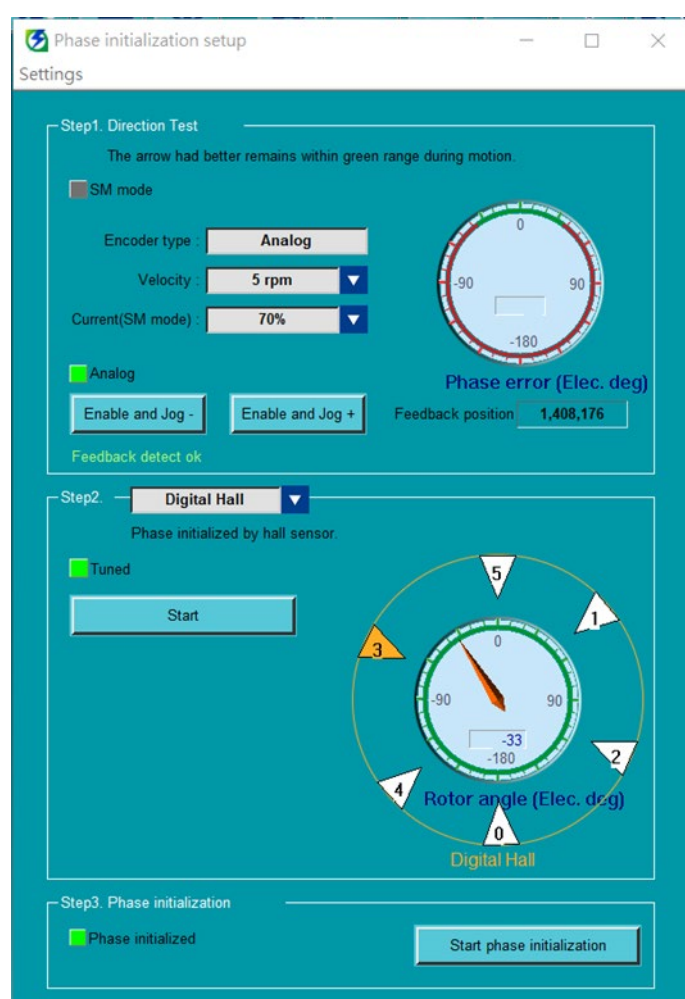 Phase initialization setup
Settings
Step1. Direction Test
The arrow had better remains within green range during motion.
SM mode
Encoder type : Analog
Velocity : 5 rpm
Current(SM mode) : 70%
0
-90 90
-180
Phase error (Elec. deg)
Analog
Enable and Jog - Enable and Jog + Feedback position 1,408,176
Feedback detect ok
Step2. Digital Hall
Phase initialized by hall sensor.
Tuned
Start
5
1
3
0
-90 90
-33
-180
2
4
Rotor angle (Elec. deg)
0
Digital Hall
Step3. Phase initialization
Phase initialized
Start phase initialization